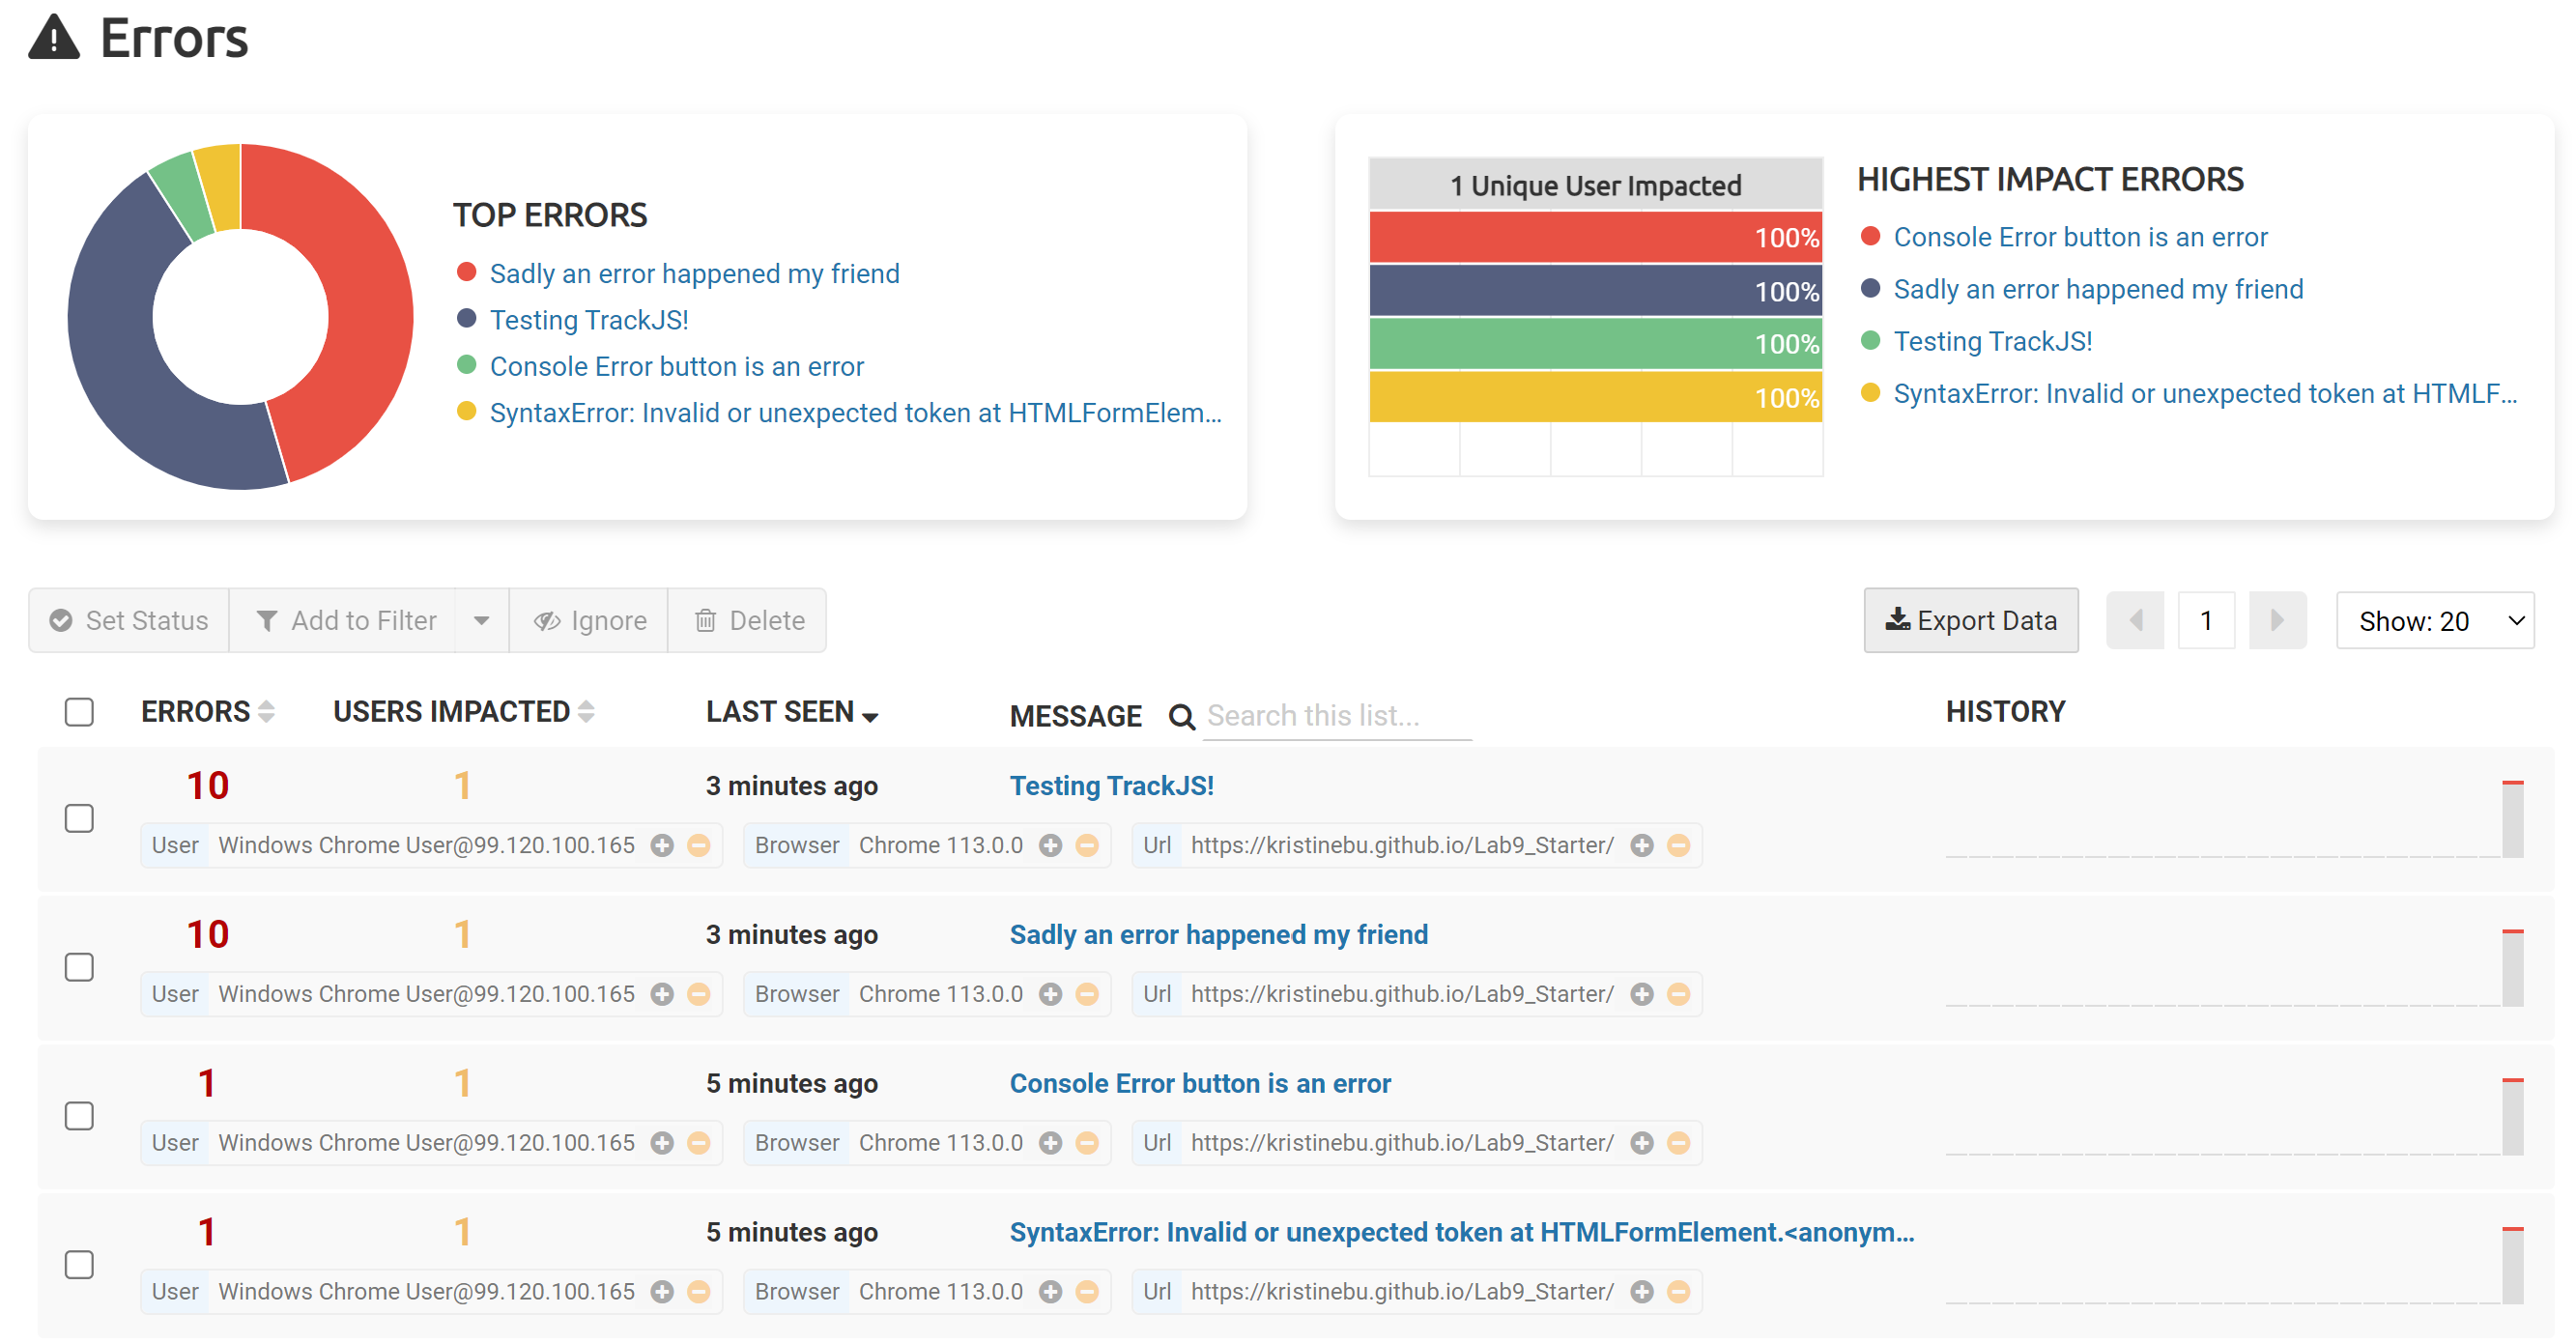 Errors
TOP ERRORS
Sadly an error happened my friend
Testing TrackJS!
Console Error button is an error
SyntaxError: Invalid or unexpected token at HTMLFormElem...
1 Unique User Impacted
100%
100%
100%
100%
HIGHEST IMPACT ERRORS
Console Error button is an error
Sadly an error happened my friend
Testing TrackJS!
SyntaxError: Invalid or unexpected token at HTMLF...
Set Status Add to Filter Ignore Delete Export Data 1 Show: 20
ERRORS USERS IMPACTED LAST SEEN MESSAGE Search this list... HISTORY
10 1 3 minutes ago Testing TrackJS!
User Windows Chrome User@99.120.100.165 Browser Chrome 113.0.0 Url https://kristinebu.github.io/Lab9_Starter/
10 1 3 minutes ago Sadly an error happened my friend
User Windows Chrome User@99.120.100.165 Browser Chrome 113.0.0 Url https://kristinebu.github.io/Lab9_Starter/
1 1 5 minutes ago Console Error button is an error
User Windows Chrome User@99.120.100.165 Browser Chrome 113.0.0 Url https://kristinebu.github.io/Lab9_Starter/
1 1 5 minutes ago SyntaxError: Invalid or unexpected token at HTMLFormElement.<anonym...
User Windows Chrome User@99.120.100.165 Browser Chrome 113.0.0 Url https://kristinebu.github.io/Lab9_Starter/